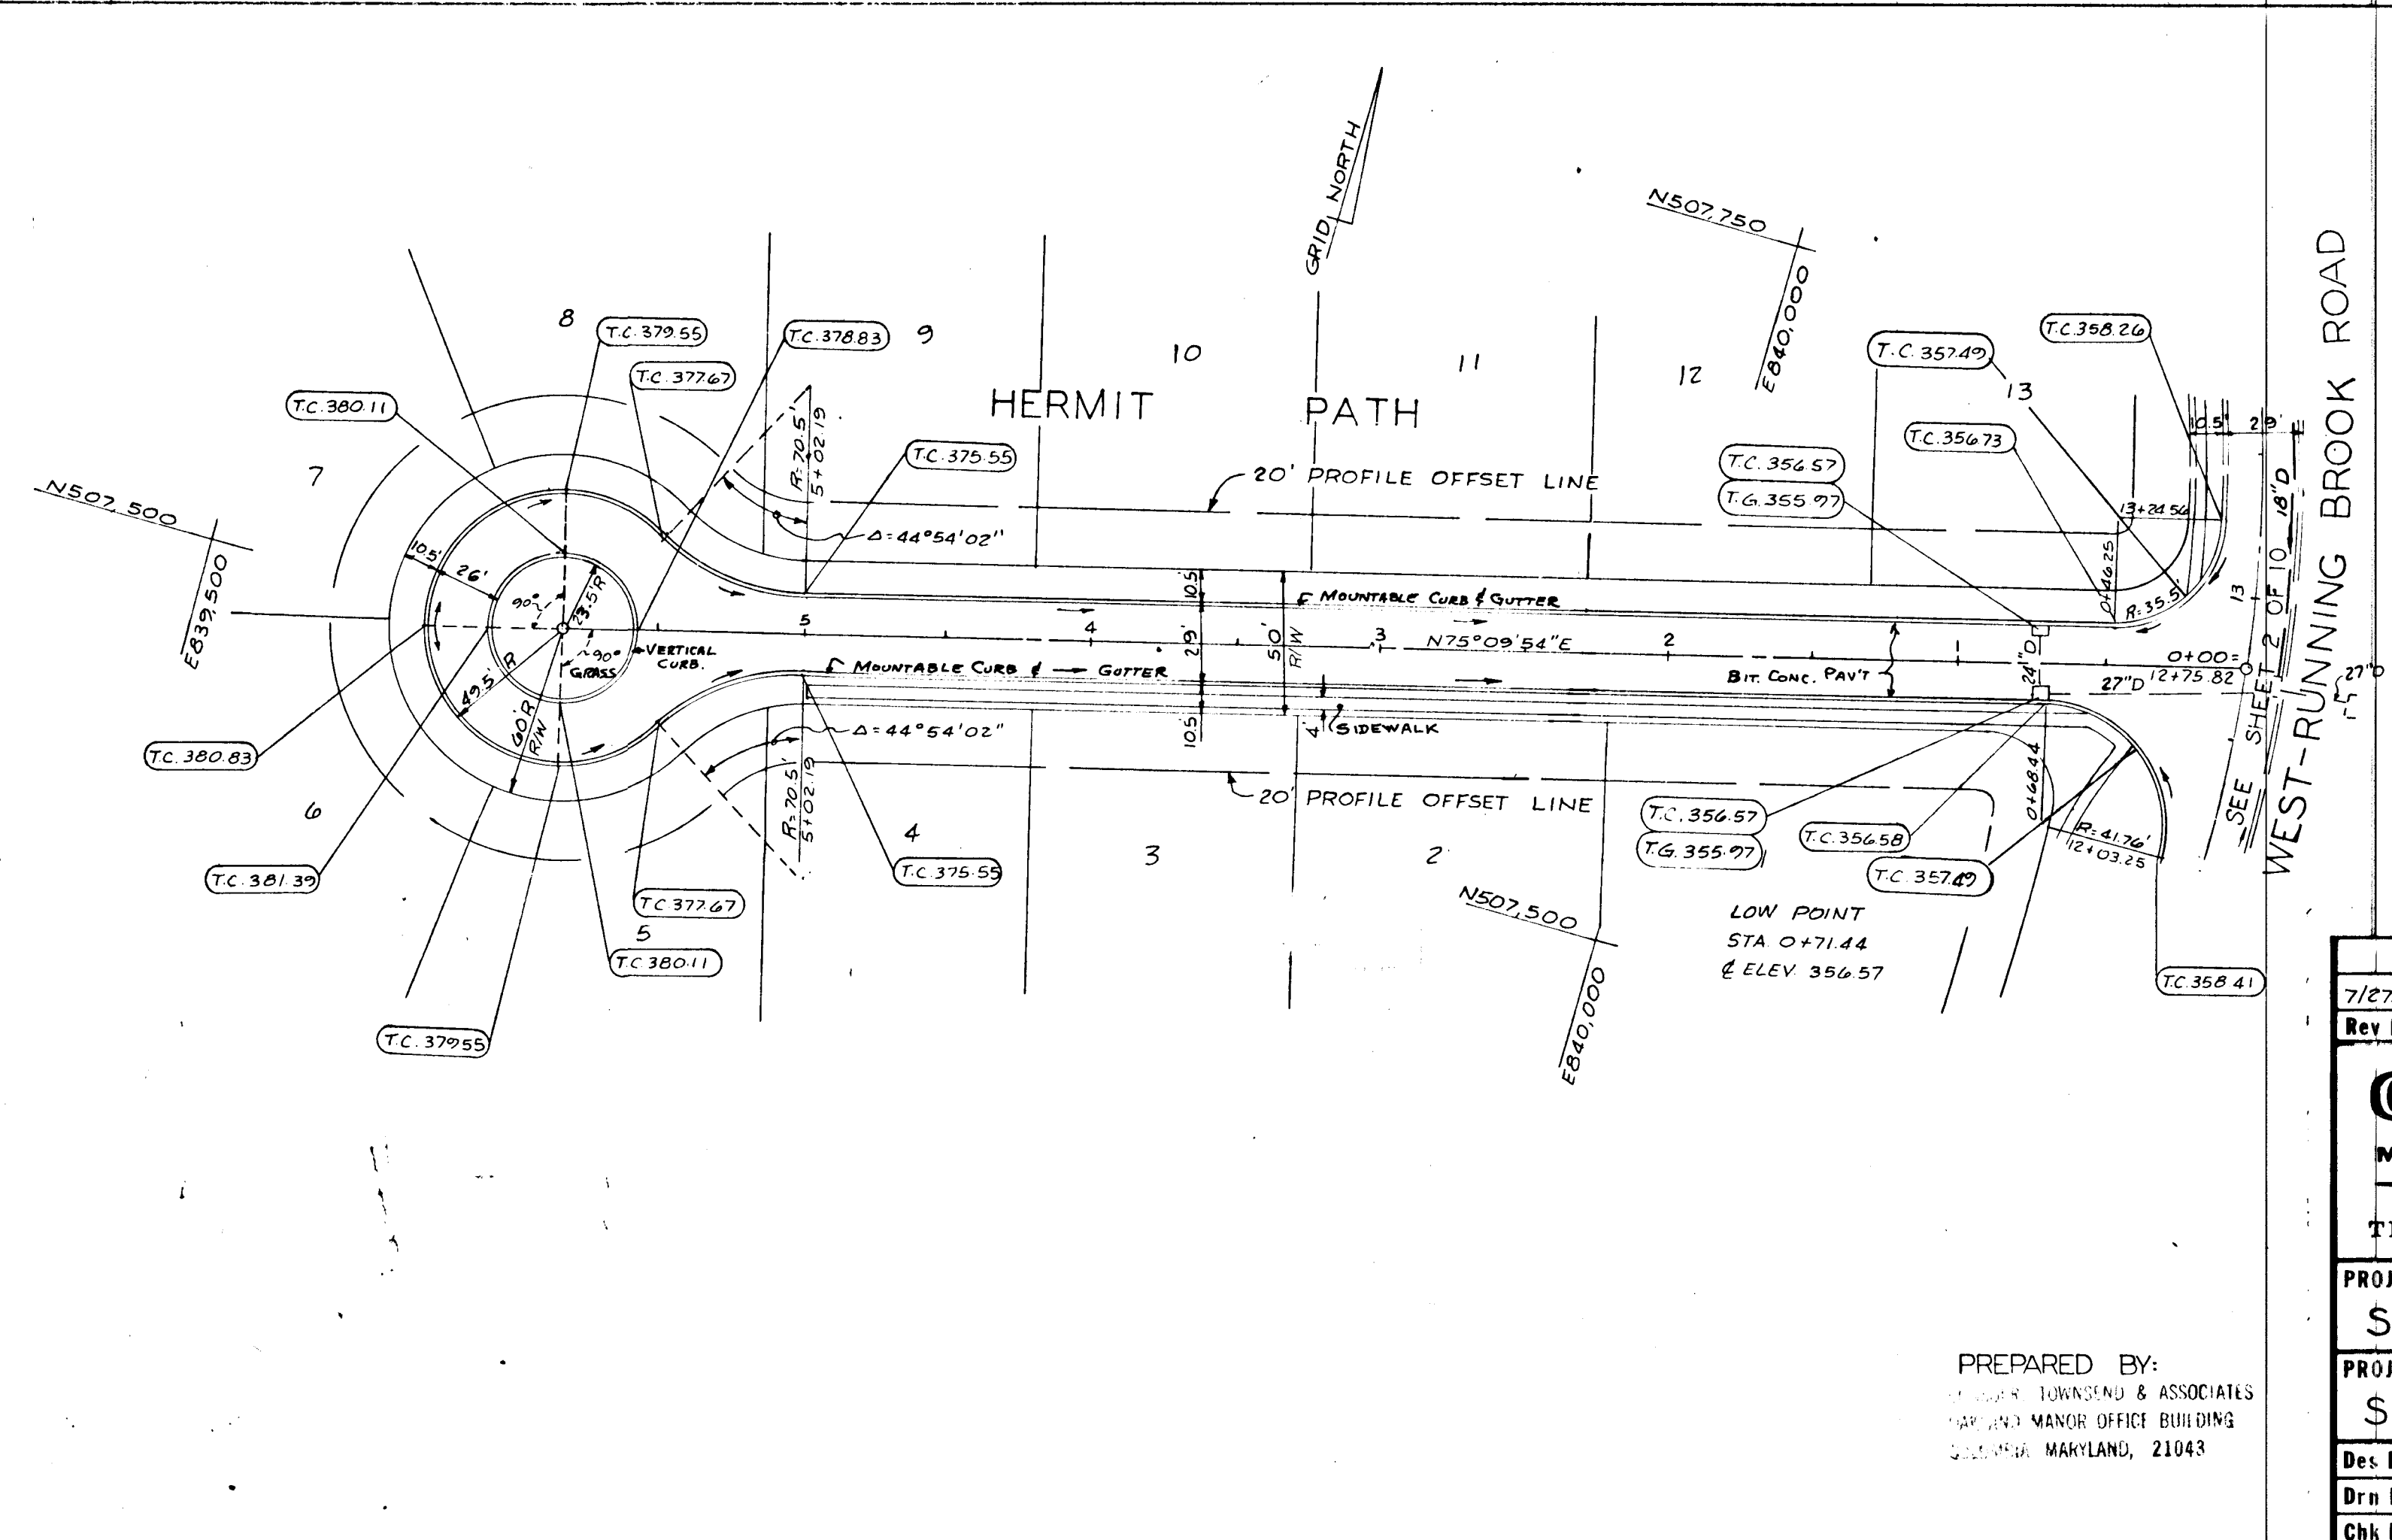 GRID NORTH
N507,750
E840,000
8
T.C. 379.55
T.C. 378.83
9
10
11
12
T.C. 357.49
T.C. 358.26
13
T.C. 377.67
T.C. 380.11
7
HERMIT PATH
R=70.5'
5+02.19
T.C. 375.55
T.C. 356.73
T.C. 356.57
T.G. 355.97
10.5'
29'
20' PROFILE OFFSET LINE
N507,500
E839,500
Δ=44°54'02"
13+24.56
0+46.25
18"D
10.5'
26'
90°
23.5'R
10.5
MOUNTABLE CURB & GUTTER
R=35.5'
13
5
4
29'
50'
R/W
3
N75°09'54"E
2
90°
VERTICAL
CURB.
GRASS
MOUNTABLE CURB & GUTTER
BIT. CONC. PAV'T
24"D
0+00=
12+75.82
27"D
27"D
49.5' R
60'R
R/W
Δ=44°54'02"
10.5
4'
SIDEWALK
T.C. 380.83
R=70.5'
5+02.19
20' PROFILE OFFSET LINE
0+68.44
R=41.76'
12+03.25
SEE SHEET 2 OF 10
WEST-RUNNING BROOK ROAD
6
4
3
2
T.C. 356.57
T.G. 355.97
T.C. 356.58
T.C. 357.49
T.C. 381.39
T.C. 375.55
T.C. 377.67
5
T.C. 380.11
N507,500
E840,000
LOW POINT
STA. 0+71.44
℄ ELEV. 356.57
T.C. 358.41
T.C. 379.55
7/27
Rev
PROJ
S
PROJ
S
Des
Drn
Chk
PREPARED BY:
TOWNSEND & ASSOCIATES
MANOR OFFICE BUILDING
MARYLAND, 21043